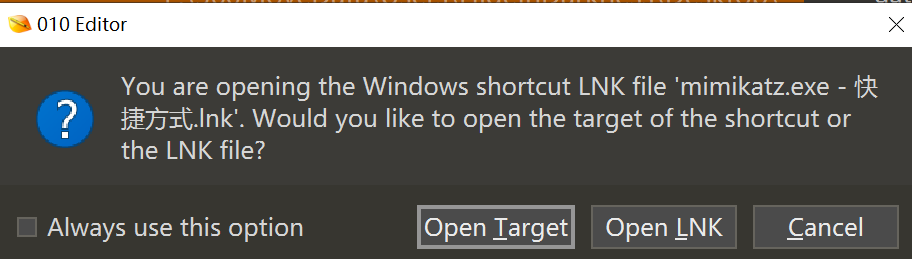 010 Editor
You are opening the Windows shortcut LNK file 'mimikatz.exe - 快
捷方式.lnk'. Would you like to open the target of the shortcut or
the LNK file?
Always use this option
Open Target
Open LNK
Cancel